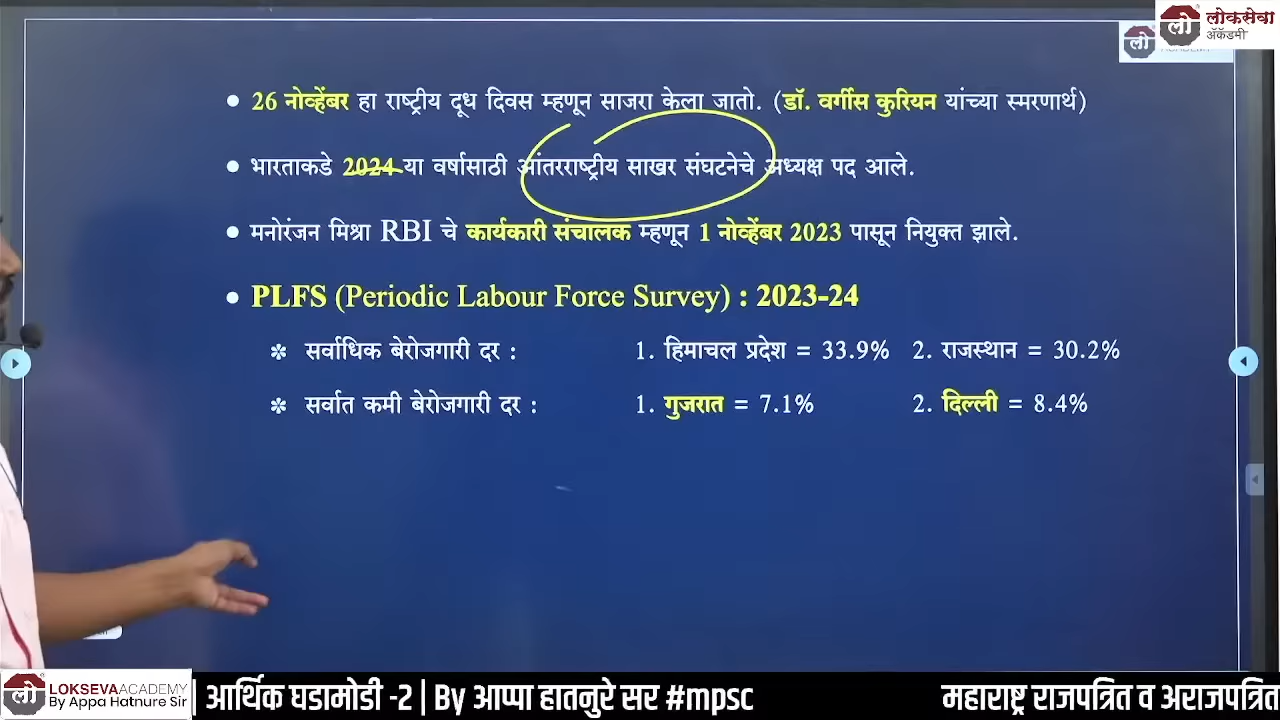 लो लोकसेवा
अ‍ॅकॅडमी
लो
26 नोव्हेंबर हा राष्ट्रीय दूध दिवस म्हणून साजरा केला जातो. (डॉ. वर्गीस कुरियन यांच्या स्मरणार्थ)
भारताकडे 2024 या वर्षासाठी आंतरराष्ट्रीय साखर संघटनेचे अध्यक्ष पद आले.
मनोरंजन मिश्रा RBI चे कार्यकारी संचालक म्हणून 1 नोव्हेंबर 2023 पासून नियुक्त झाले.
PLFS (Periodic Labour Force Survey) : 2023-24
सर्वाधिक बेरोजगारी दर : 1. हिमाचल प्रदेश = 33.9% 2. राजस्थान = 30.2%
सर्वात कमी बेरोजगारी दर : 1. गुजरात = 7.1% 2. दिल्ली = 8.4%
लो LOKSEVA ACADEMY
By Appa Hatnure Sir
आर्थिक घडामोडी -2 | By आप्पा हातनुरे सर #mpsc महाराष्ट्र राजपत्रित व अराजपत्रित